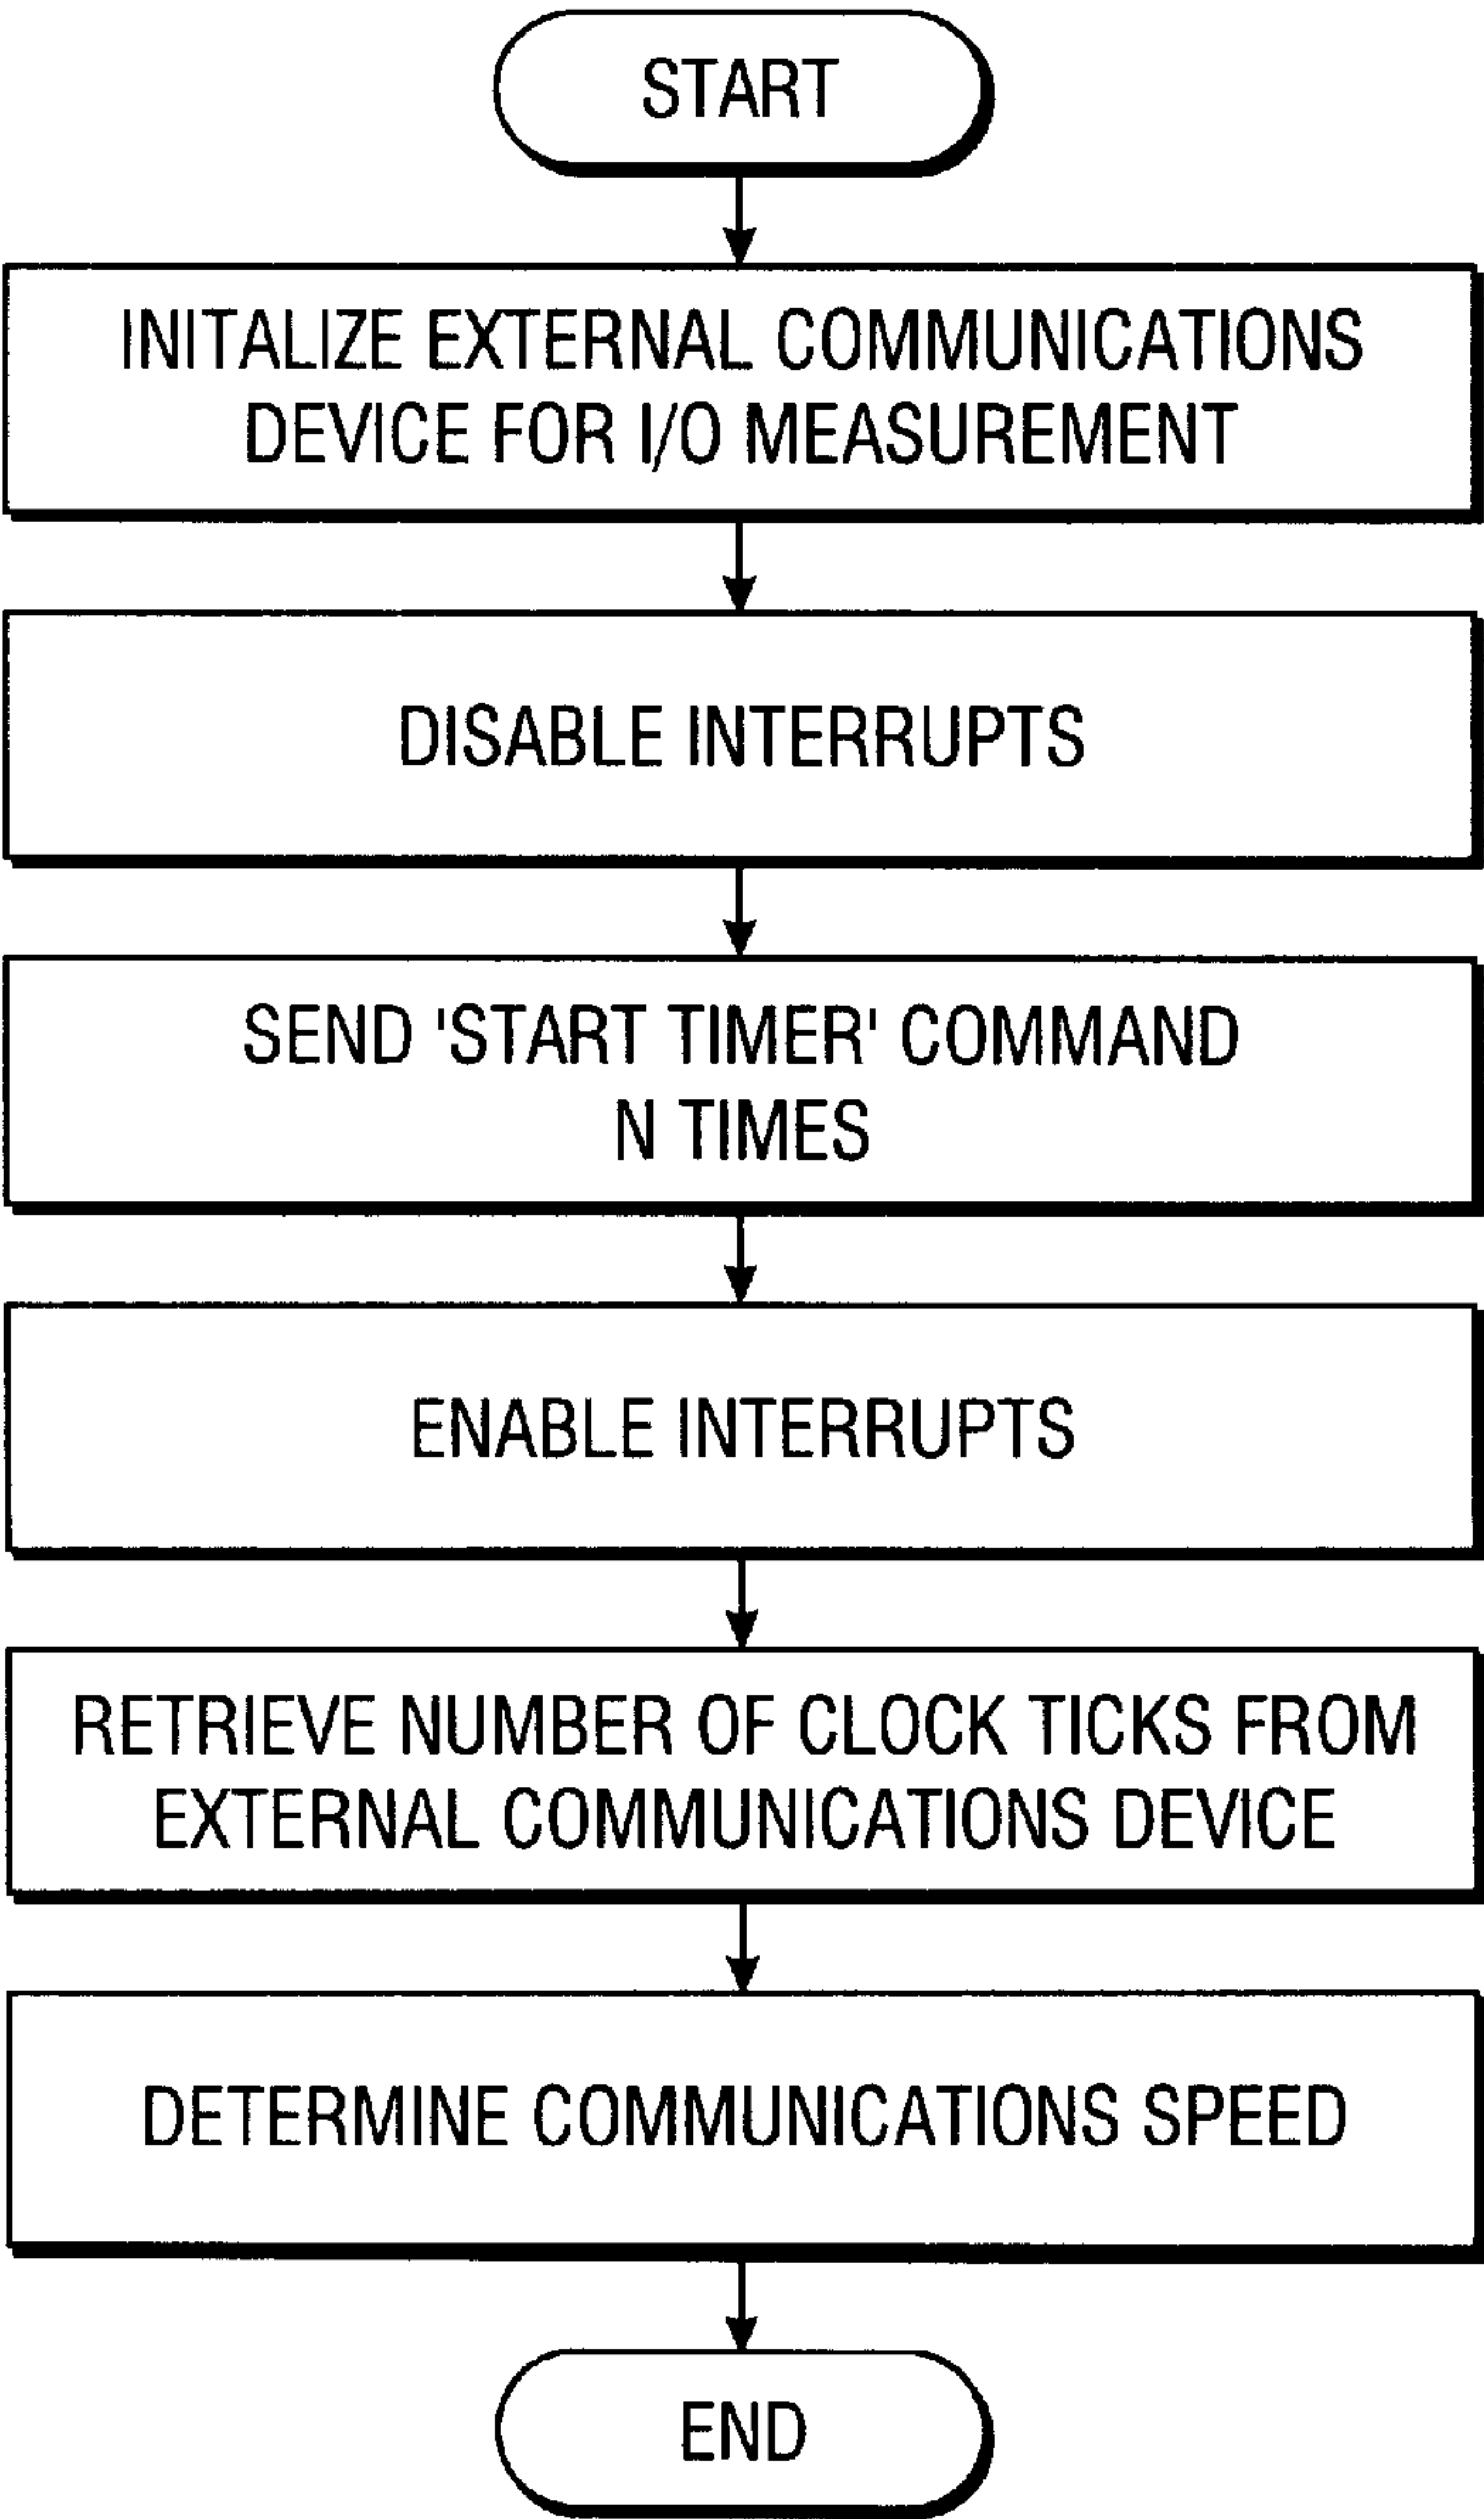 START
INITALIZE EXTERNAL COMMUNICATIONS
DEVICE FOR I/O MEASUREMENT
DISABLE INTERRUPTS
SEND 'START TIMER' COMMAND
N TIMES
ENABLE INTERRUPTS
RETRIEVE NUMBER OF CLOCK TICKS FROM
EXTERNAL COMMUNICATIONS DEVICE
DETERMINE COMMUNICATIONS SPEED
END